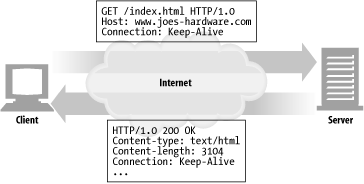 GET /index.html HTTP/1.0
Host: www.joes-hardware.com
Connection: Keep-Alive
Internet
Client
Server
HTTP/1.0 200 OK
Content-type: text/html
Content-length: 3104
Connection: Keep-Alive
...